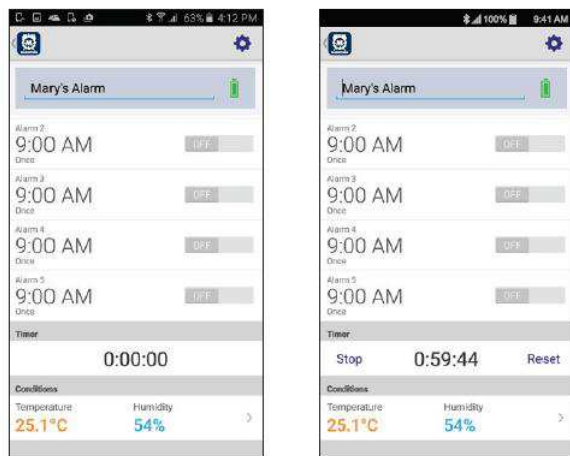 63% 4:12 PM
Mary's Alarm
Alarm 2
9:00 AM
OFF
Once
Alarm 3
9:00 AM
OFF
Once
Alarm 4
9:00 AM
OFF
Once
Alarm 5
9:00 AM
OFF
Once
Timer
0:00:00
Conditions
Temperature Humidity
25.1°C 54%
100% 9:41 AM
Mary's Alarm
Alarm 2
9:00 AM
OFF
Once
Alarm 3
9:00 AM
OFF
Once
Alarm 4
9:00 AM
OFF
Once
Alarm 5
9:00 AM
OFF
Once
Timer
Stop 0:59:44 Reset
Conditions
Temperature Humidity
25.1°C 54%